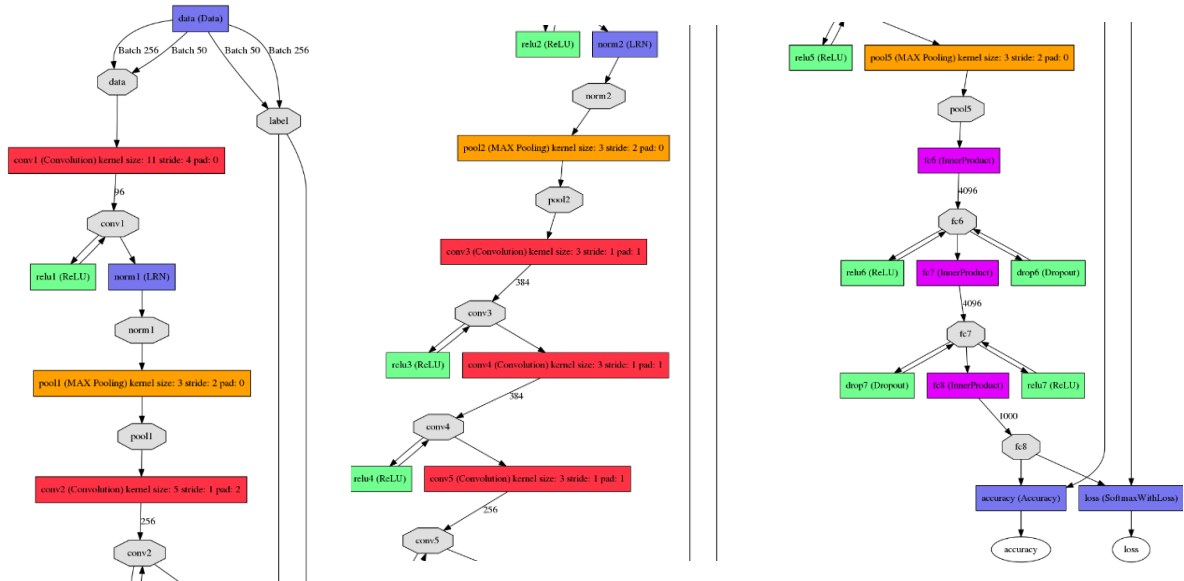 data (Data)
Batch 256
Batch 50
Batch 50
Batch 256
data
label
conv1 (Convolution) kernel size: 11 stride: 4 pad: 0
96
conv1
relu1 (ReLU)
norm1 (LRN)
norm1
pool1 (MAX Pooling) kernel size: 3 stride: 2 pad: 0
pool1
conv2 (Convolution) kernel size: 5 stride: 1 pad: 2
256
conv2
relu2 (ReLU)
norm2 (LRN)
norm2
pool2 (MAX Pooling) kernel size: 3 stride: 2 pad: 0
pool2
conv3 (Convolution) kernel size: 3 stride: 1 pad: 1
384
conv3
relu3 (ReLU)
conv4 (Convolution) kernel size: 3 stride: 1 pad: 1
384
conv4
relu4 (ReLU)
conv5 (Convolution) kernel size: 3 stride: 1 pad: 1
256
conv5
relu5 (ReLU)
pool5 (MAX Pooling) kernel size: 3 stride: 2 pad: 0
pool5
fc6 (InnerProduct)
4096
fc6
relu6 (ReLU)
fc7 (InnerProduct)
drop6 (Dropout)
4096
fc7
drop7 (Dropout)
fc8 (InnerProduct)
relu7 (ReLU)
1000
fc8
accuracy (Accuracy)
loss (SoftmaxWithLoss)
accuracy
loss